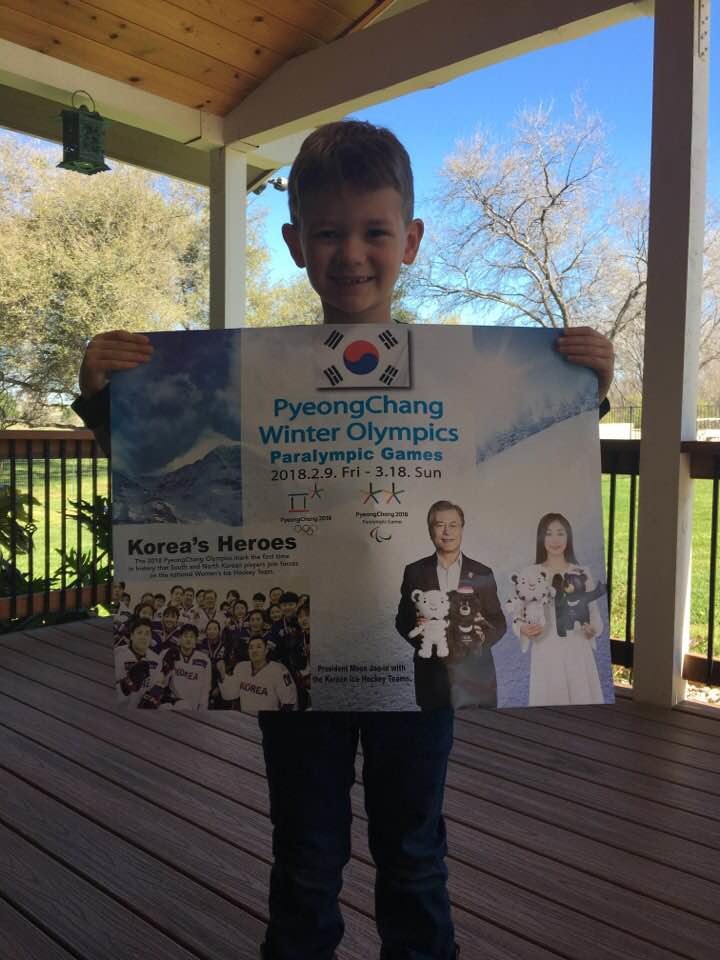 PyeongChang
Winter Olympics
Paralympic Games
2018.2.9. Fri - 3.18. Sun
PyeongChang 2018
PyeongChang 2018
Paralympic Games
Korea's Heroes
The 2018 PyeongChang Olympics mark the first time
in history that South and North Korean players join forces
on the national Women's Ice Hockey Team.
KOREA
KOREA
President Moon Jae-in with
the Korean Ice Hockey Teams.